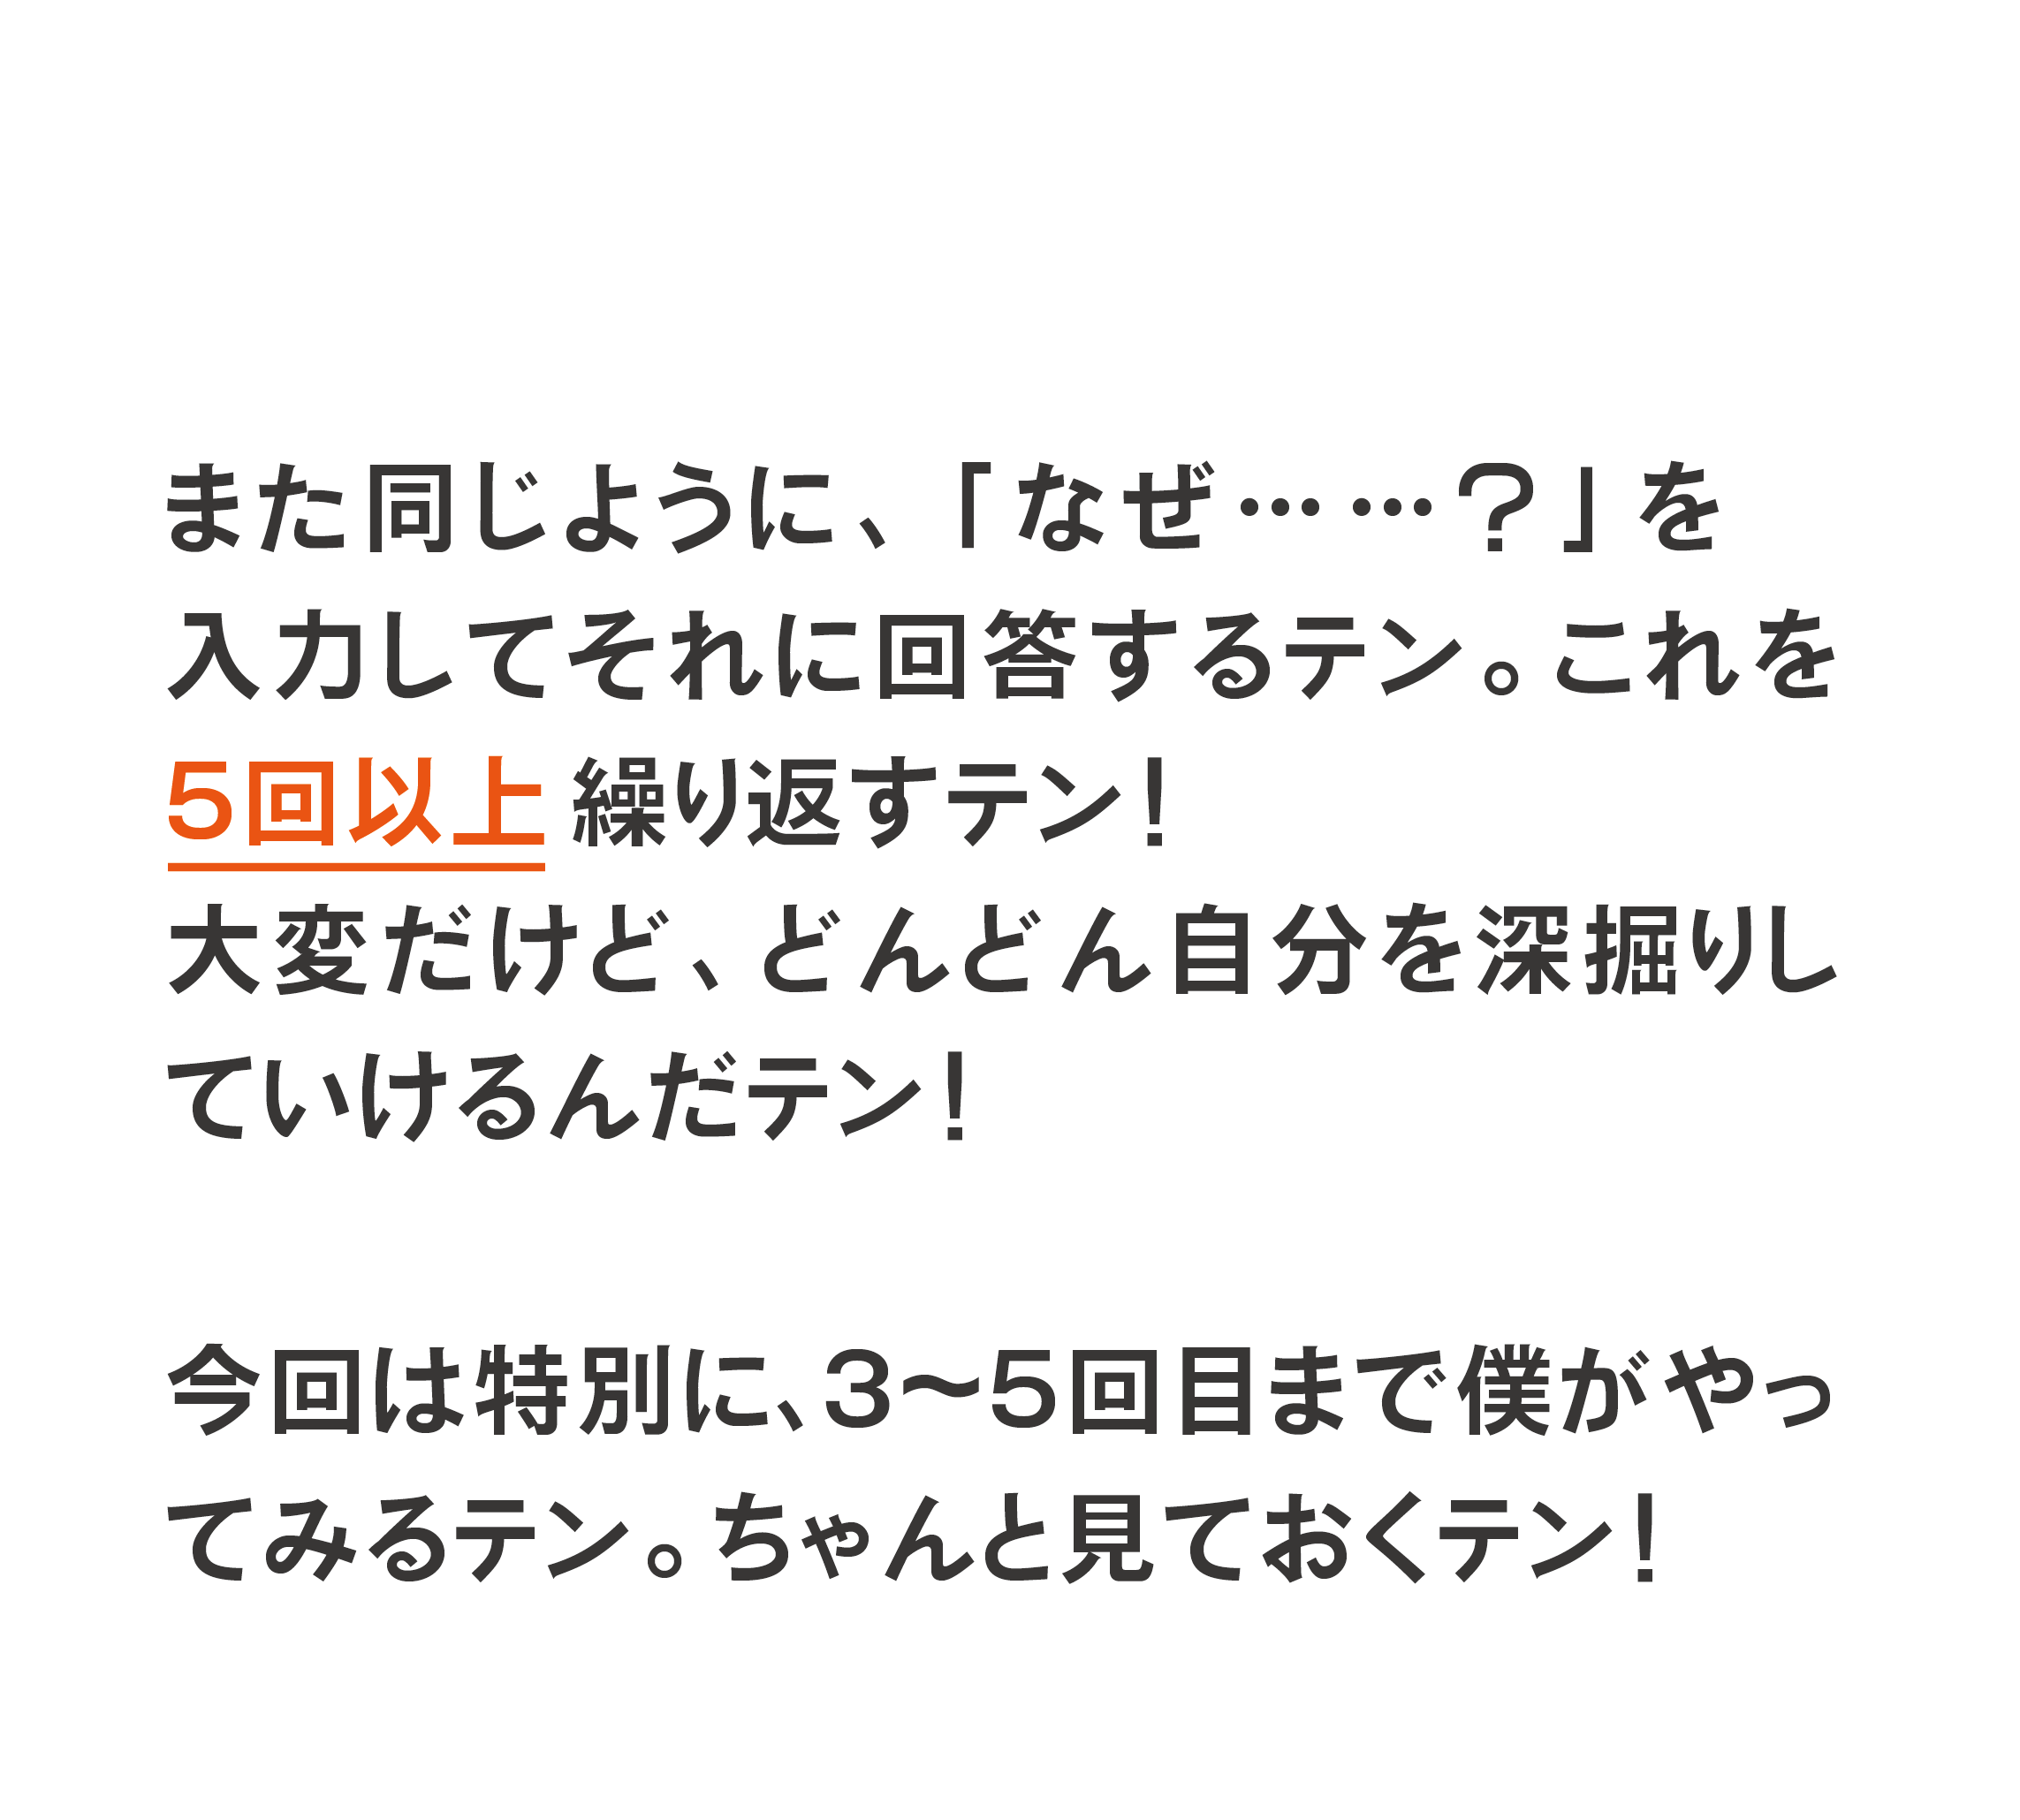 また同じように、「なぜ……？」を
入力してそれに回答するテン。これを
5回以上繰り返すテン！
大変だけど、どんどん自分を深掘りし
ていけるんだテン！
今回は特別に、3〜5回目まで僕がやっ
てみるテン。ちゃんと見ておくテン！